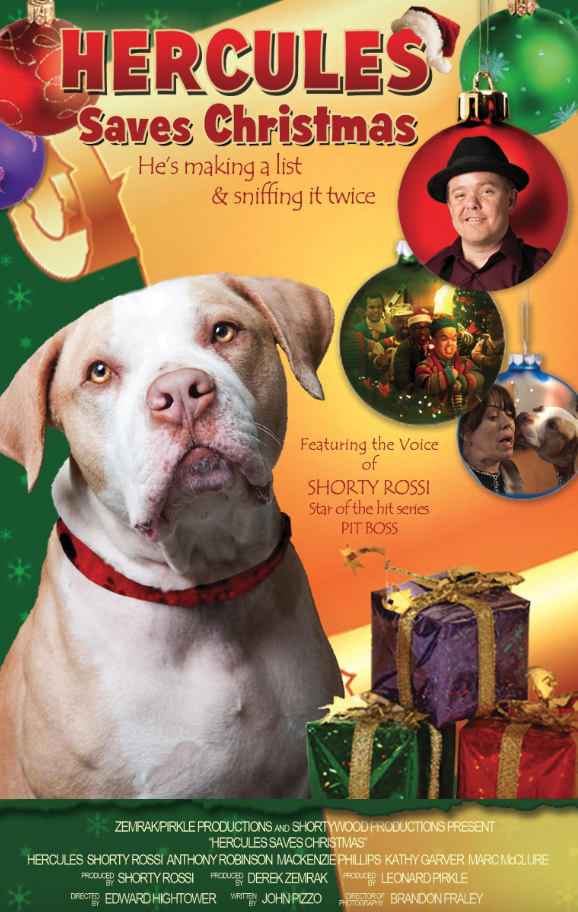 HERCULES
Saves Christmas
He's making a list
& sniffing it twice
Featuring the Voice
of
SHORTY ROSSI
Star of the hit series
PIT BOSS
ZEMRAK/PIRKLE PRODUCTIONS AND SHORTYWOOD PRODUCTIONS PRESENT
"HERCULES SAVES CHRISTMAS"
HERCULES SHORTY ROSSI ANTHONY ROBINSON MACKENZIE PHILLIPS KATHY GARVER MARC McCLURE
PRODUCED BY SHORTY ROSSI PRODUCED BY DEREK ZEMRAK PRODUCED BY LEONARD PIRKLE
DIRECTED BY EDWARD HIGHTOWER WRITTEN BY JOHN PIZZO DIRECTOR OF PHOTOGRAPHY BRANDON FRALEY